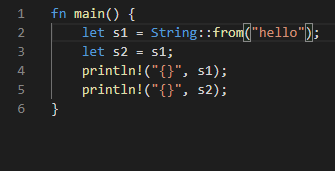 1 fn main() {
2     let s1 = String::from("hello");
3     let s2 = s1;
4     println!("{}", s1);
5     println!("{}", s2);
6 }